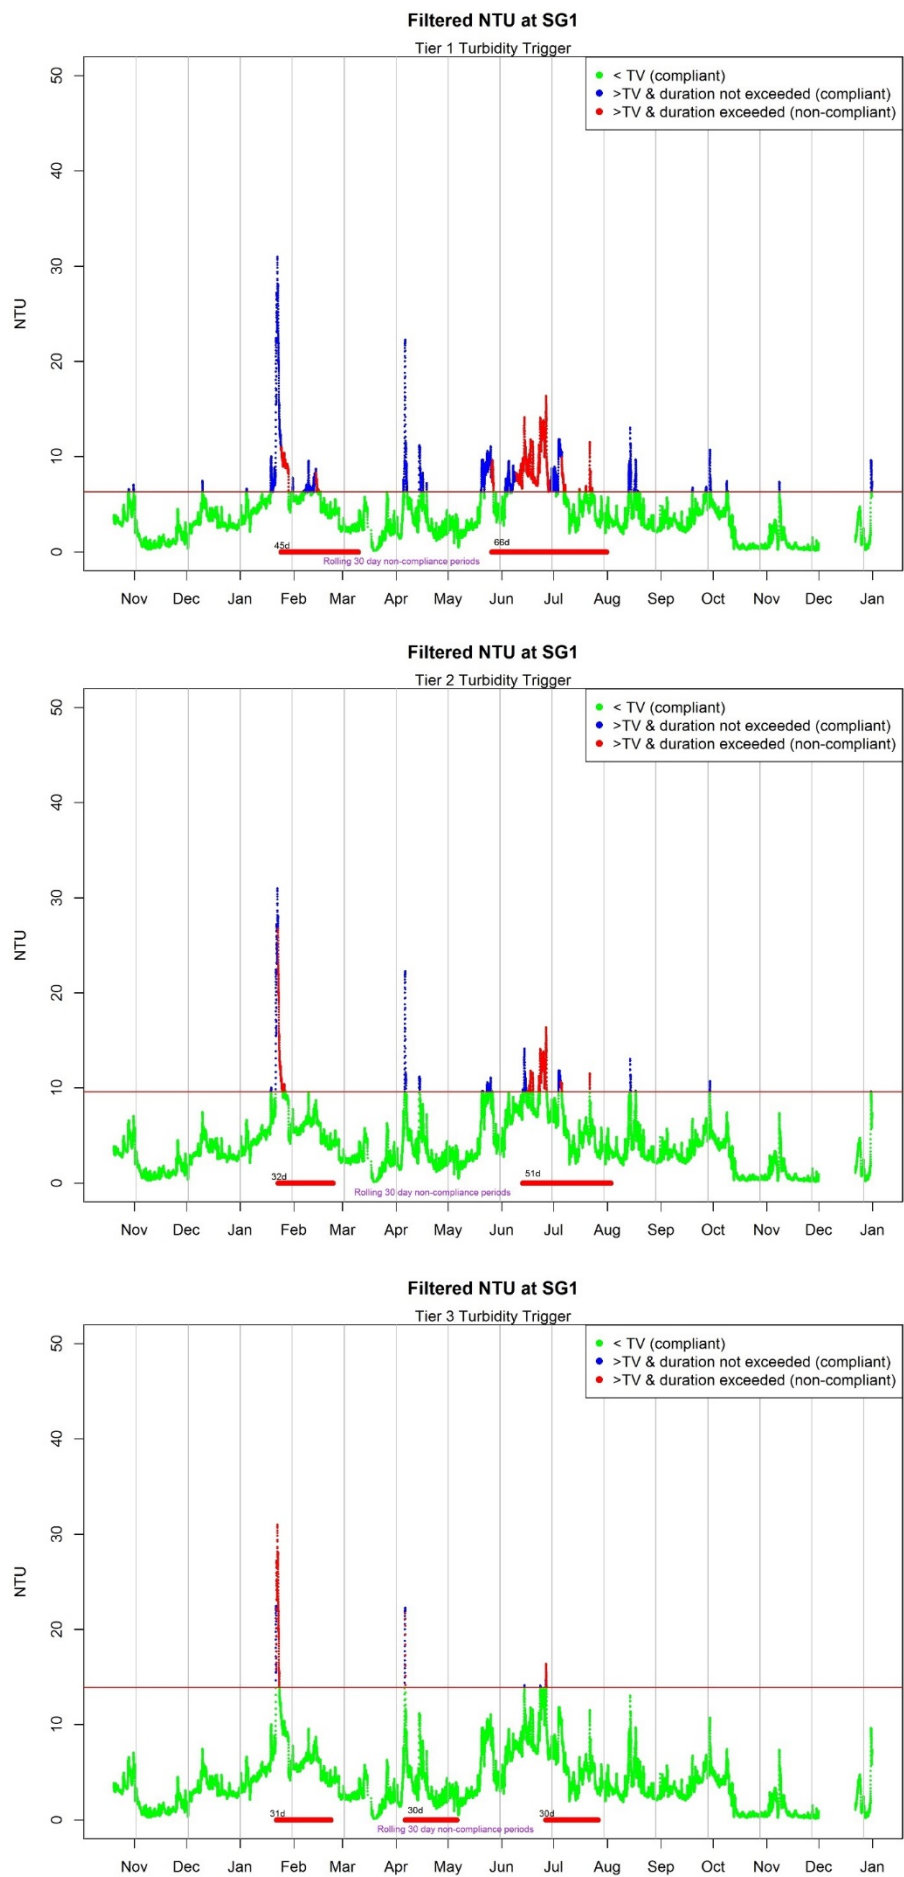 Filtered NTU at SG1
Tier 1 Turbidity Trigger
< TV (compliant)
>TV & duration not exceeded (compliant)
>TV & duration exceeded (non-compliant)
50
40
30
20
10
0
NTU
45d
66d
Rolling 30 day non-compliance periods
Nov Dec Jan Feb Mar Apr May Jun Jul Aug Sep Oct Nov Dec Jan
Filtered NTU at SG1
Tier 2 Turbidity Trigger
< TV (compliant)
>TV & duration not exceeded (compliant)
>TV & duration exceeded (non-compliant)
50
40
30
20
10
0
NTU
32d
51d
Rolling 30 day non-compliance periods
Nov Dec Jan Feb Mar Apr May Jun Jul Aug Sep Oct Nov Dec Jan
Filtered NTU at SG1
Tier 3 Turbidity Trigger
< TV (compliant)
>TV & duration not exceeded (compliant)
>TV & duration exceeded (non-compliant)
50
40
30
20
10
0
NTU
31d
30d
30d
Rolling 30 day non-compliance periods
Nov Dec Jan Feb Mar Apr May Jun Jul Aug Sep Oct Nov Dec Jan